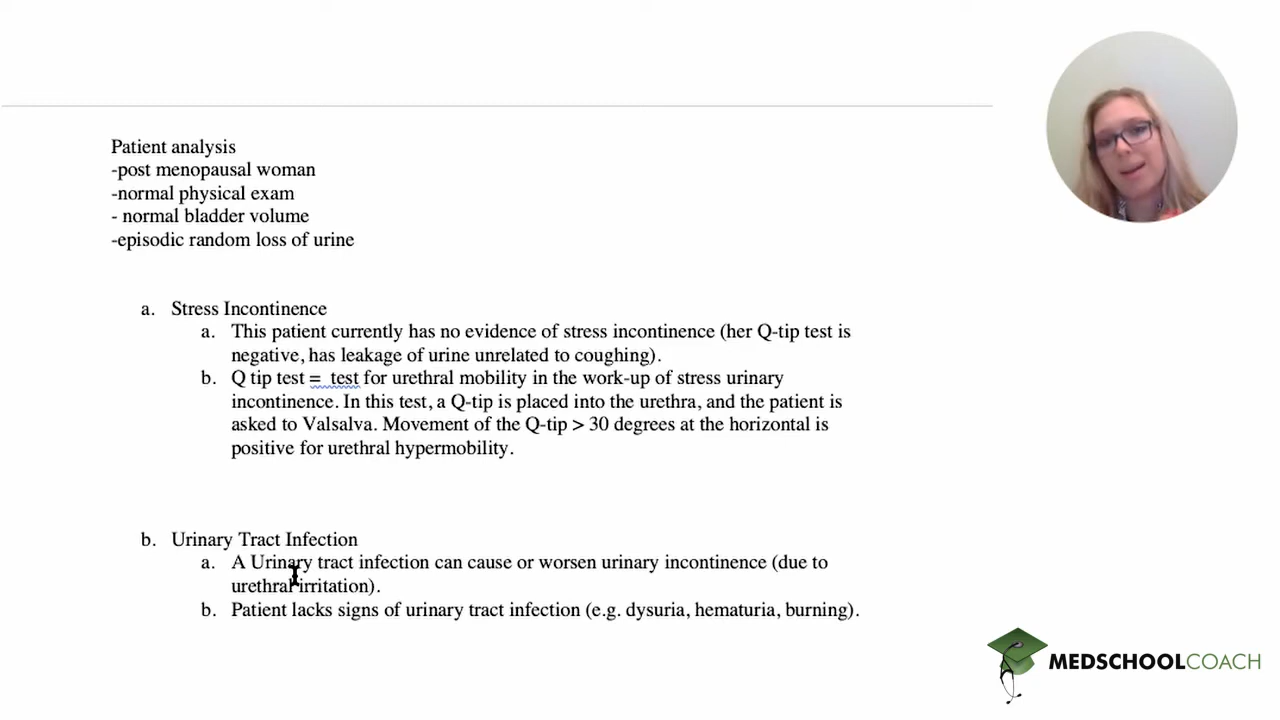 Patient analysis
-post menopausal woman
-normal physical exam
- normal bladder volume
-episodic random loss of urine
a. Stress Incontinence
a. This patient currently has no evidence of stress incontinence (her Q-tip test is
negative, has leakage of urine unrelated to coughing).
b. Q tip test = test for urethral mobility in the work-up of stress urinary
incontinence. In this test, a Q-tip is placed into the urethra, and the patient is
asked to Valsalva. Movement of the Q-tip > 30 degrees at the horizontal is
positive for urethral hypermobility.
b. Urinary Tract Infection
a. A Urinary tract infection can cause or worsen urinary incontinence (due to
urethral irritation).
b. Patient lacks signs of urinary tract infection (e.g. dysuria, hematuria, burning).
MEDSCHOOLCOACH